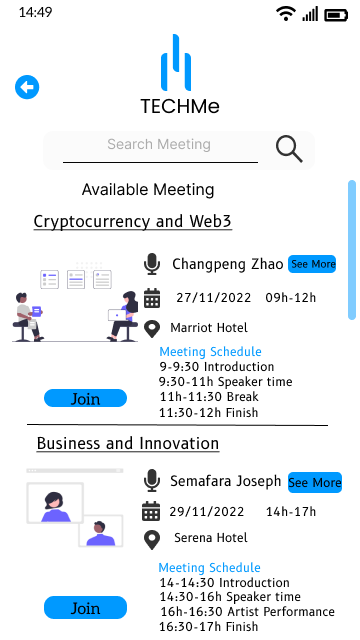 14:49
TECHMe
Search Meeting
Available Meeting
Cryptocurrency and Web3
Changpeng Zhao See More
27/11/2022 09h-12h
Marriot Hotel
Meeting Schedule
9-9:30 Introduction
9:30-11h Speaker time
11h-11:30 Break
11:30-12h Finish
Join
Business and Innovation
Semafara Joseph See More
29/11/2022 14h-17h
Serena Hotel
Meeting Schedule
14-14:30 Introduction
14:30-16h Speaker time
16h-16:30 Artist Performance
16:30-17h Finish
Join